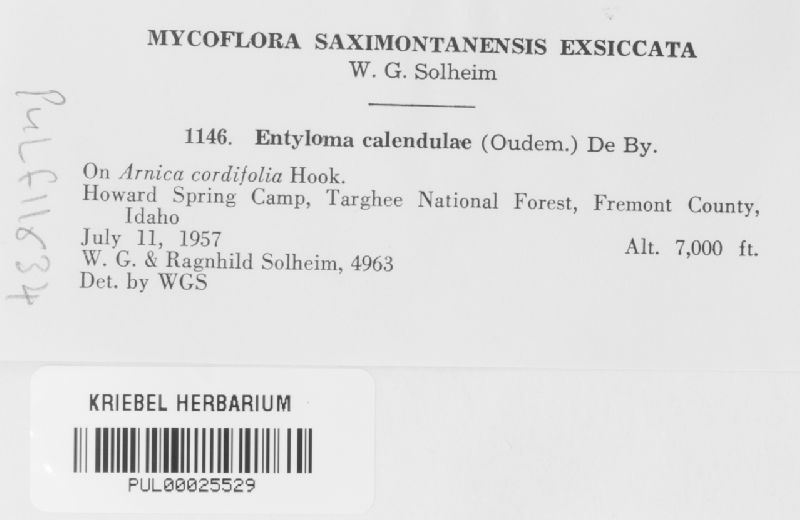 MYCOFLORA SAXIMONTANENSIS EXSICCATA
W. G. Solheim
1146. Entyloma calendulae (Oudem.) De By.
On Arnica cordifolia Hook.
Howard Spring Camp, Targhee National Forest, Fremont County,
Idaho
July 11, 1957 Alt. 7,000 ft.
W. G. & Ragnhild Solheim, 4963
Det. by WGS
PUL F11634
KRIEBEL HERBARIUM
PUL00025529